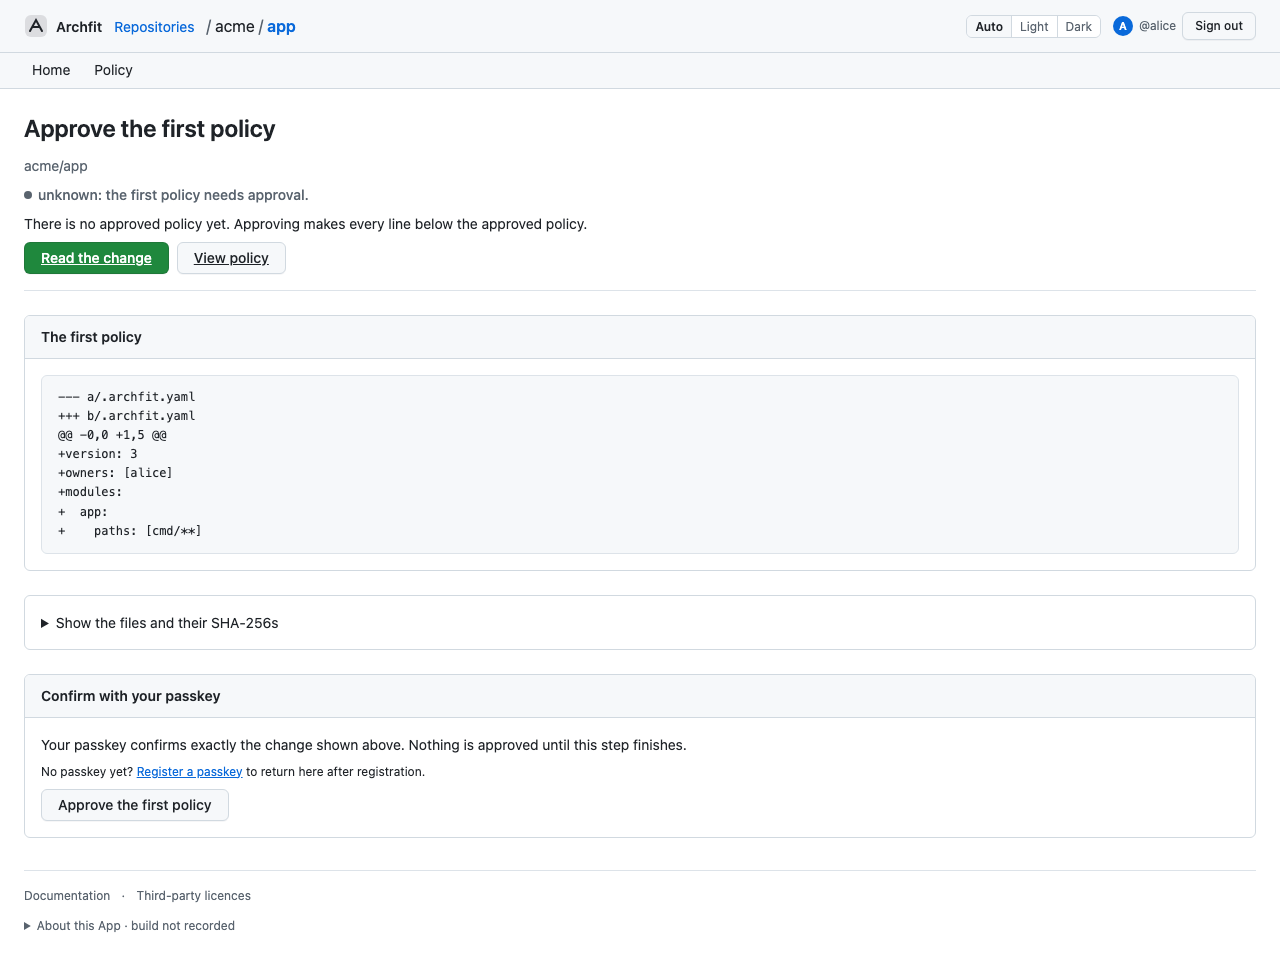 Archfit Repositories / acme / app Auto Light Dark A @alice Sign out
Home Policy
Approve the first policy
acme/app
unknown: the first policy needs approval.
There is no approved policy yet. Approving makes every line below the approved policy.
Read the change View policy
The first policy
--- a/.archfit.yaml
+++ b/.archfit.yaml
@@ -0,0 +1,5 @@
+version: 3
+owners: [alice]
+modules:
+  app:
+    paths: [cmd/**]
Show the files and their SHA-256s
Confirm with your passkey
Your passkey confirms exactly the change shown above. Nothing is approved until this step finishes.
No passkey yet? Register a passkey to return here after registration.
Approve the first policy
Documentation · Third-party licences
About this App · build not recorded